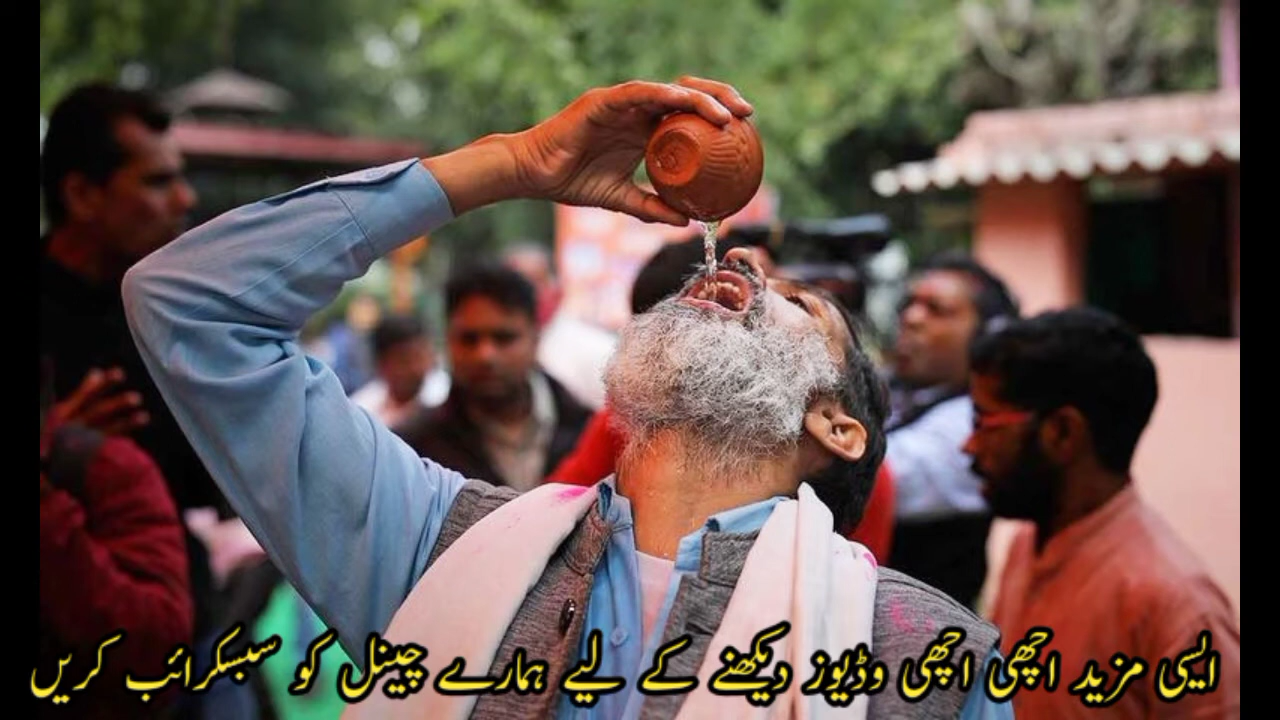 ایسی مزید اچھی اچھی وڈیوز دیکھنے کے لیے ہمارے چینل کو سبسکرائب کریں